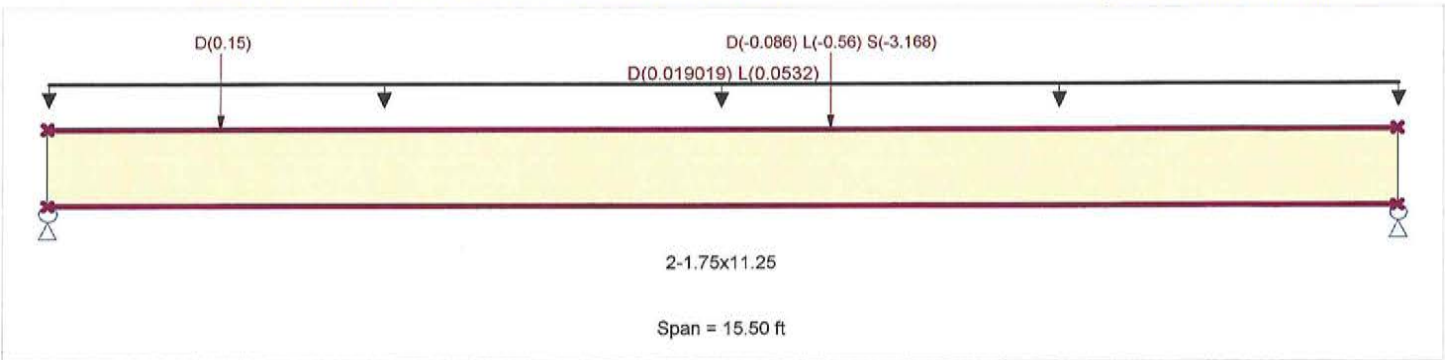 D(0.15)
D(-0.086) L(-0.56) S(-3.168)
D(0.019019) L(0.0532)
2-1.75x11.25
Span = 15.50 ft